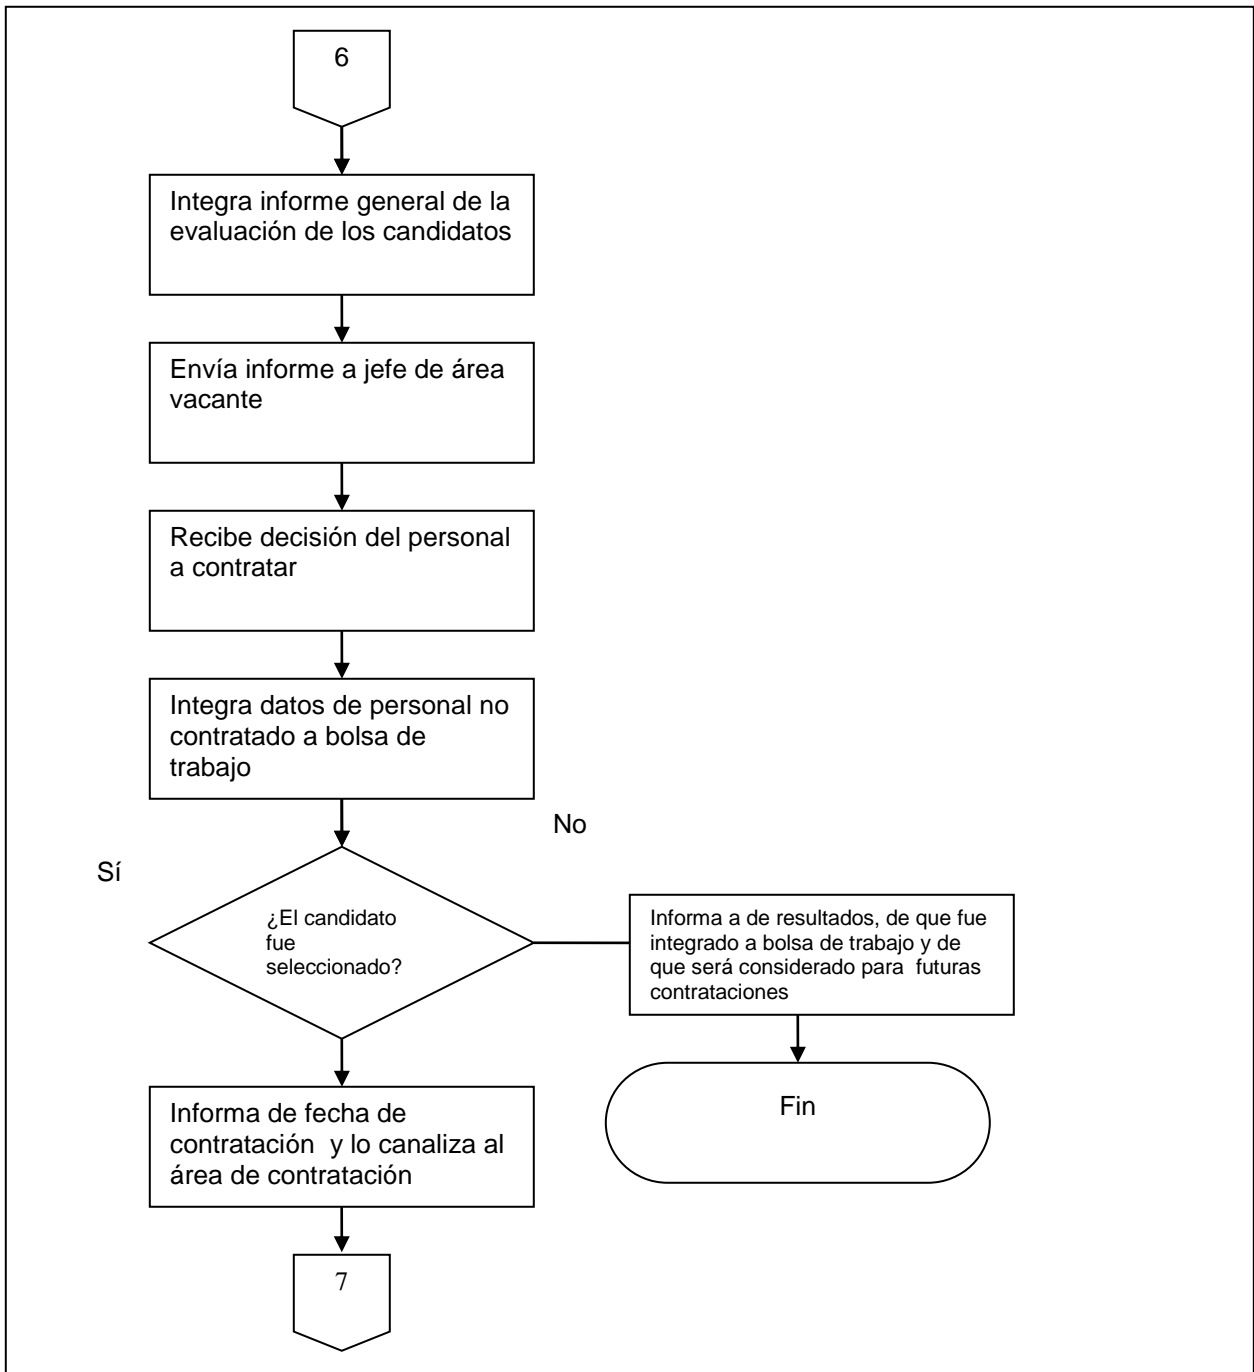 6
Integra informe general de la
evaluación de los candidatos
Envía informe a jefe de área
vacante
Recibe decisión del personal
a contratar
Integra datos de personal no
contratado a bolsa de
trabajo
No
Sí
¿El candidato
fue
seleccionado?
Informa a de resultados, de que fue
integrado a bolsa de trabajo y de
que será considerado para  futuras
contrataciones
Informa de fecha de
contratación  y lo canaliza al
área de contratación
Fin
7